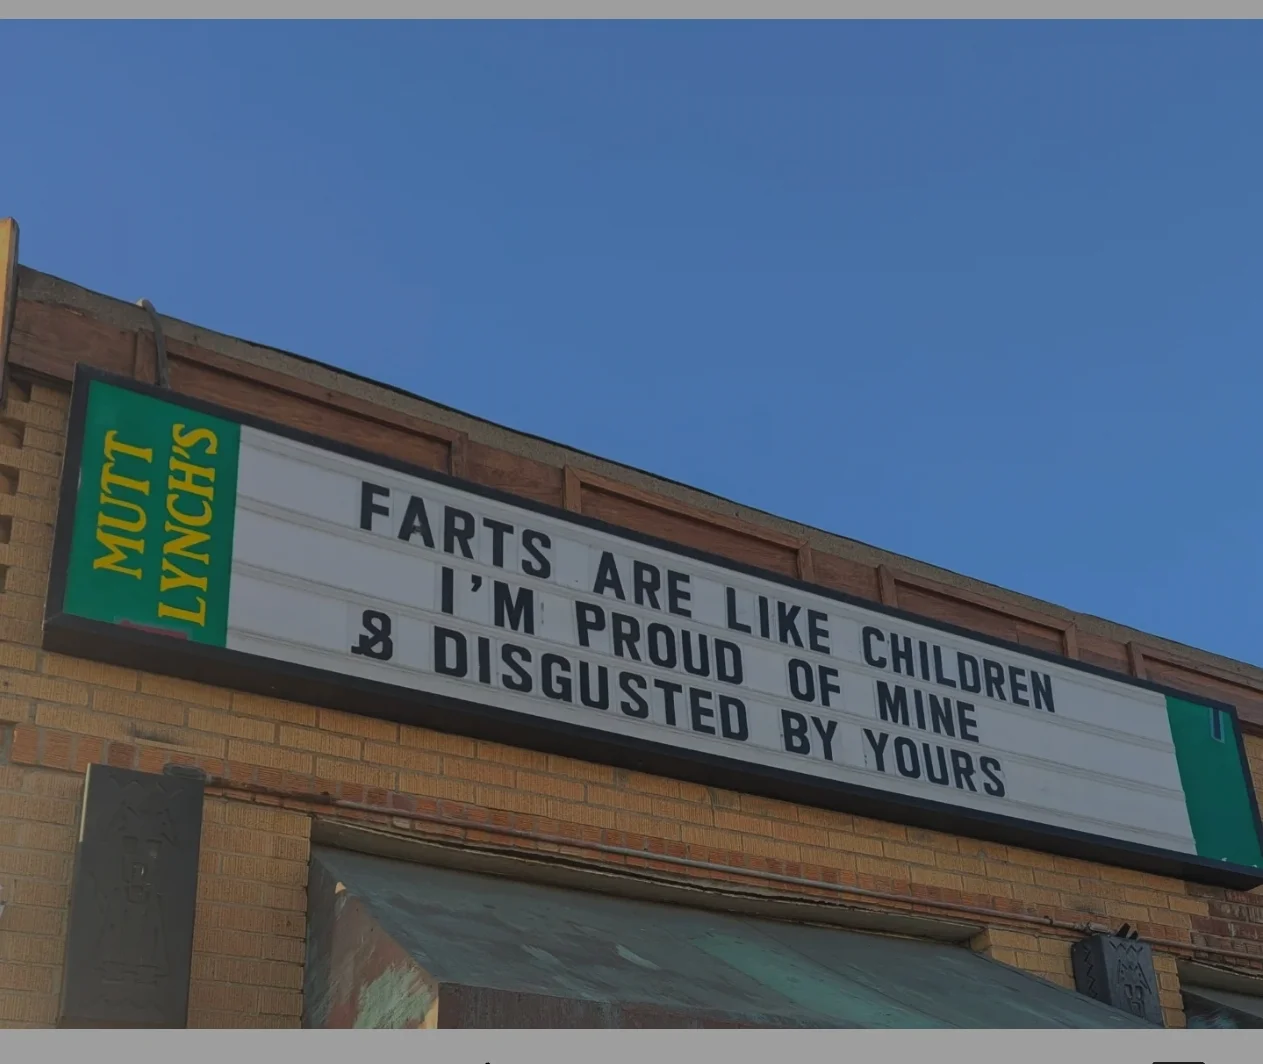 MUTT
LYNCH'S
FARTS ARE LIKE CHILDREN
I'M PROUD OF MINE
& DISGUSTED BY YOURS